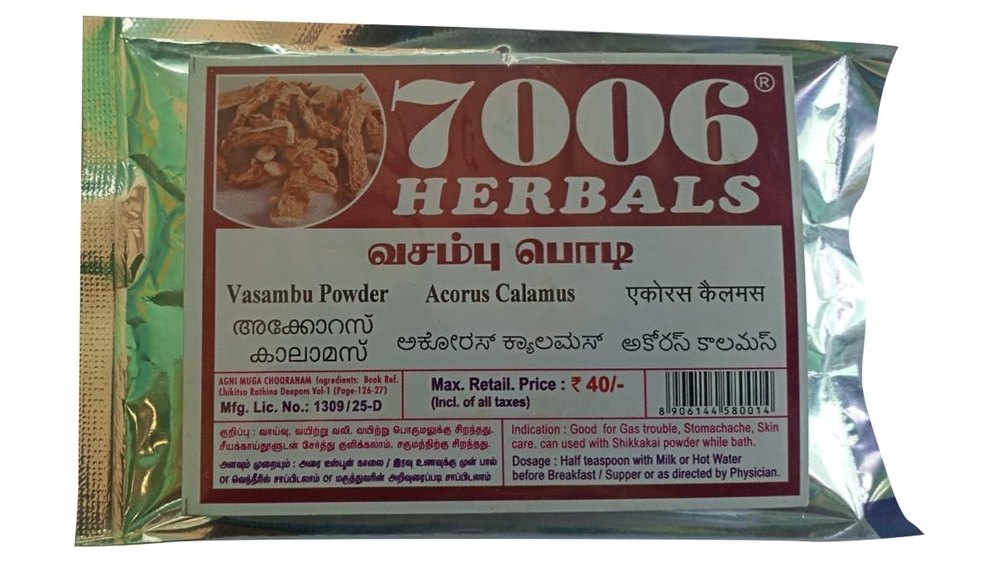 7006®
HERBALS
வசம்பு பொடி
Vasambu Powder Acorus Calamus एकोरस कैलमस
അക്കോറസ്
കാലാമസ് ಅಕೋರಸ್ ಕ್ಯಾಲಮಸ್ అకోరస్ కాలమస్
AGNI MUGA CHOORANAM Ingredients: Book Ref.
Chikitsa Rathina Deepam Vol-1 (Page-126-27)
Mfg. Lic. No.: 1309/25-D
Max. Retail. Price : ₹ 40/-
(Incl. of all taxes)
8 906144 580014
குறிப்பு : வாய்வு, வயிற்று வலி, வயிற்று பொருமலுக்கு சிறந்தது.
சீயக்காய்தூளுடன் சேர்த்து குளிக்கலாம். சருமத்திற்கு சிறந்தது.
அளவும் முறையும் : அரை டீஸ்பூன் காலை / இரவு உணவுக்கு முன் பால்
or வெந்நீரில் சாப்பிடலாம் or மருத்துவரின் அறிவுரைப்படி சாப்பிடலாம்
Indication : Good for Gas trouble, Stomachache, Skin
care. can used with Shikkakai powder while bath.
Dosage : Half teaspoon with Milk or Hot Water
before Breakfast / Supper or as directed by Physician.